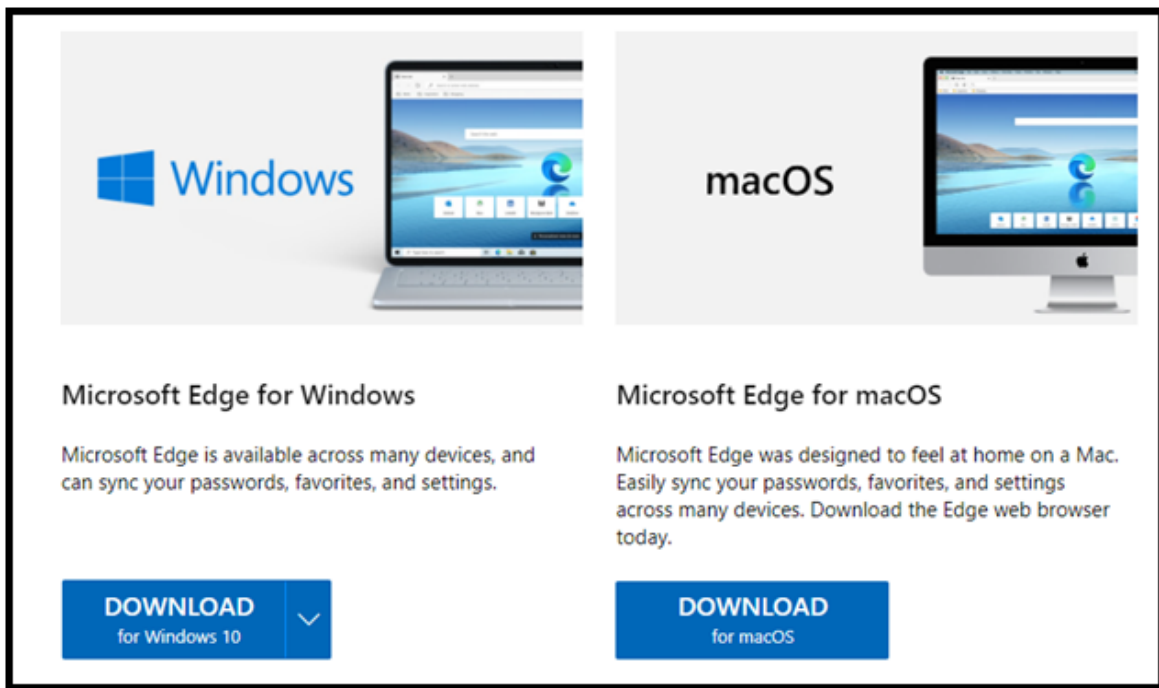 Windows
macOS
Microsoft Edge for Windows
Microsoft Edge is available across many devices, and
can sync your passwords, favorites, and settings.
DOWNLOAD
for Windows 10
Microsoft Edge for macOS
Microsoft Edge was designed to feel at home on a Mac.
Easily sync your passwords, favorites, and settings
across many devices. Download the Edge web browser
today.
DOWNLOAD
for macOS